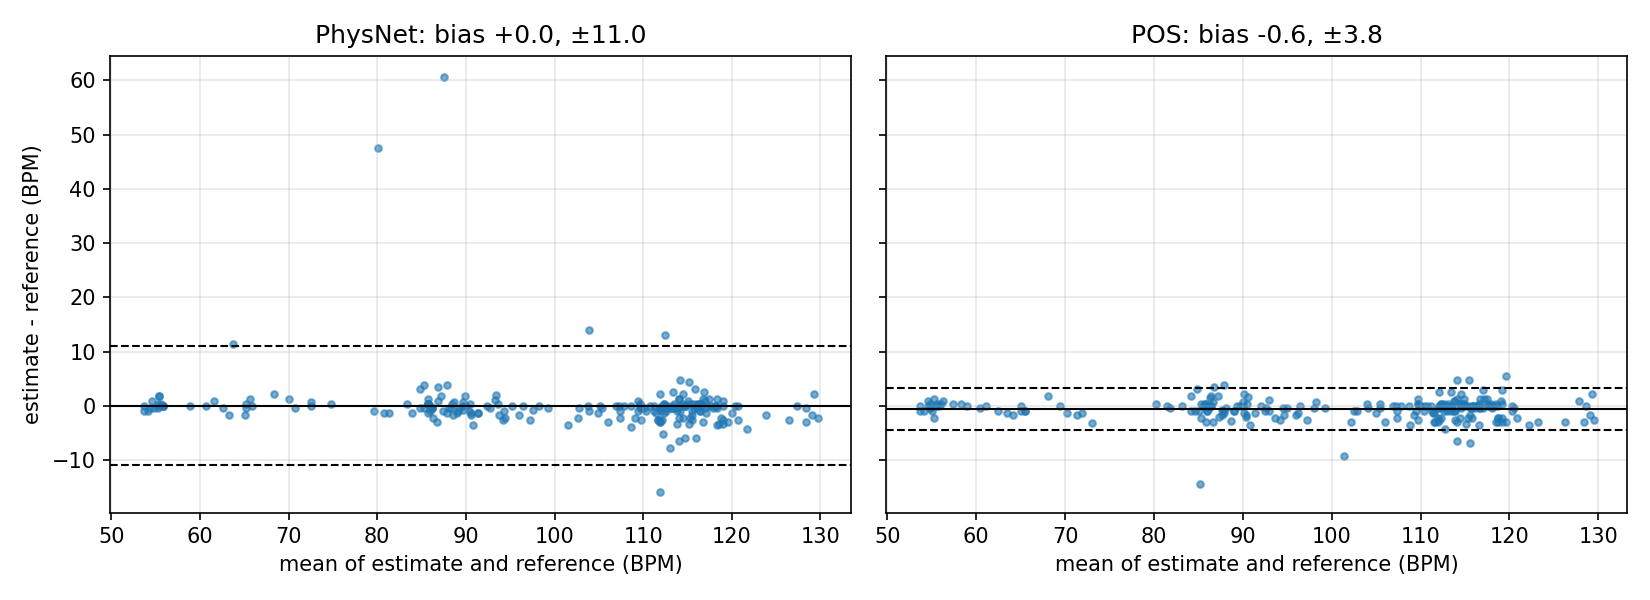 PhysNet: bias +0.0, ±11.0
POS: bias -0.6, ±3.8
estimate - reference (BPM)
60
50
40
30
20
10
0
−10
50 60 70 80 90 100 110 120 130
50 60 70 80 90 100 110 120 130
mean of estimate and reference (BPM)
mean of estimate and reference (BPM)